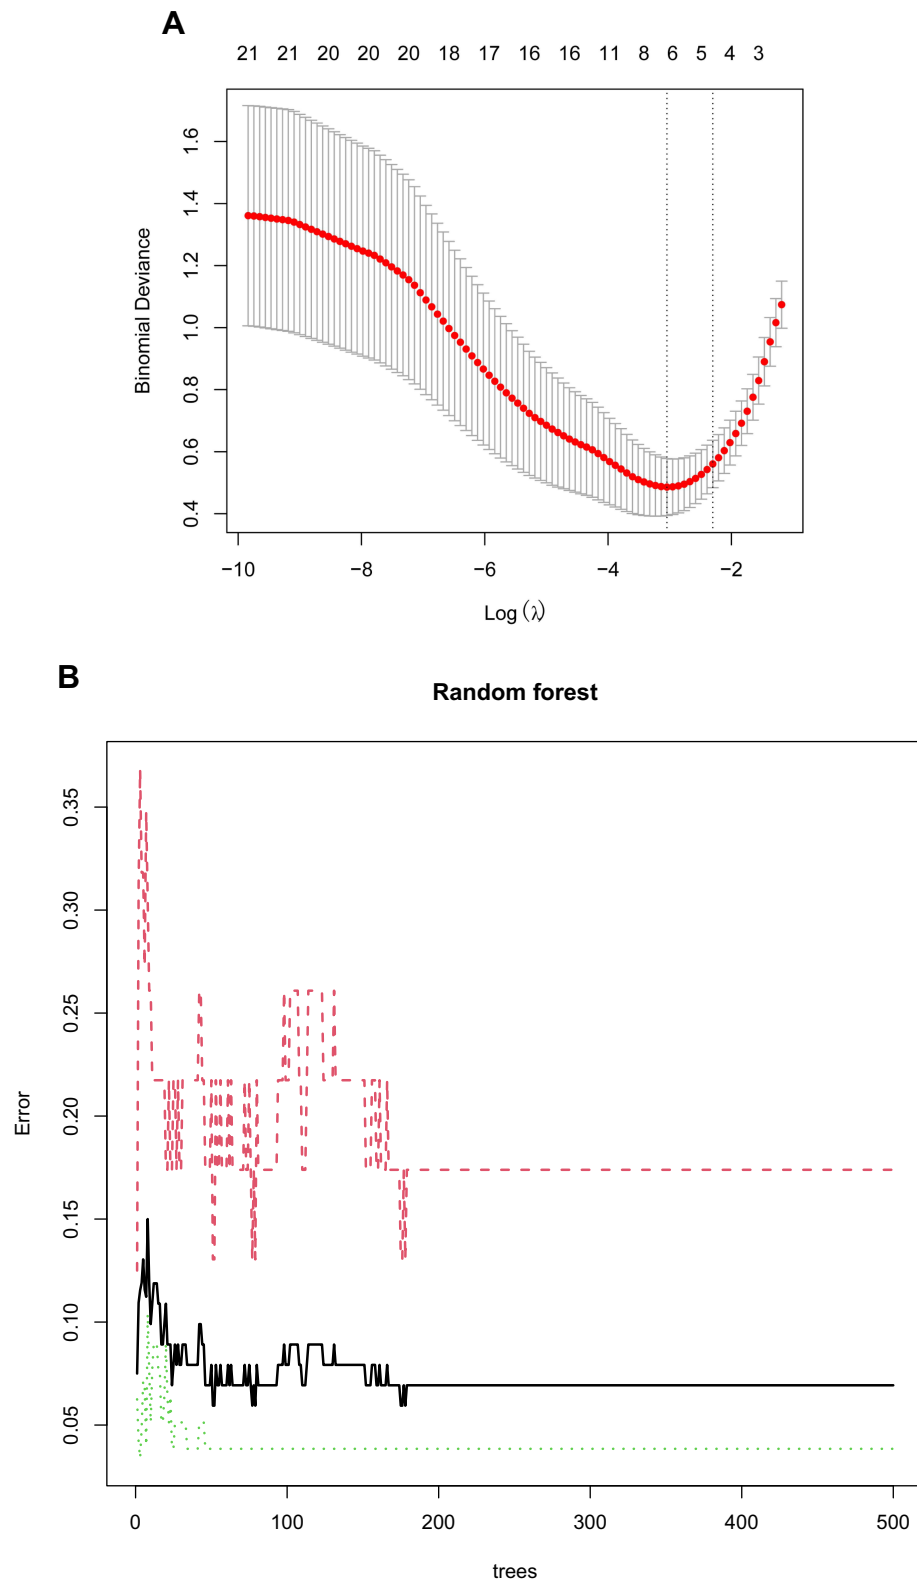 A
21 21 20 20 20 18 17 16 16 11 8 6 5 4 3
Binomial Deviance
1.6
1.4
1.2
1.0
0.8
0.6
0.4
−10 −8 −6 −4 −2
Log (λ)
B
Random forest
Error
0.35
0.30
0.25
0.20
0.15
0.10
0.05
0 100 200 300 400 500
trees